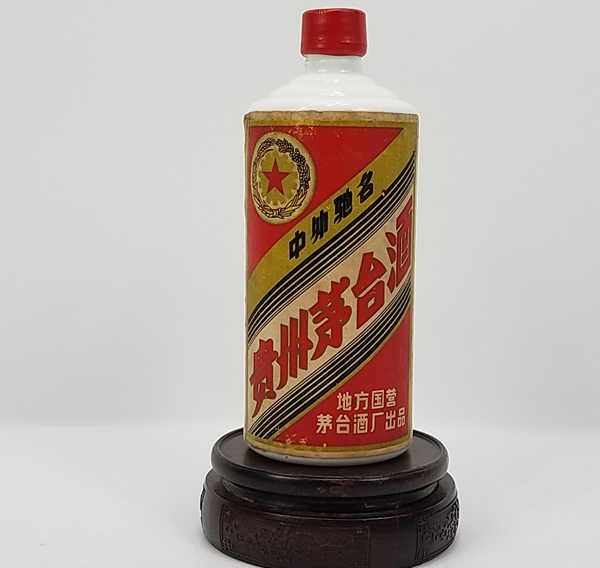 中外驰名
贵州茅台酒
地方国营
茅台酒厂出品